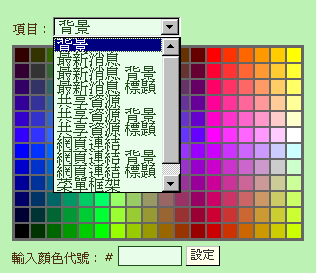 項目： 背景
背景
最新消息
最新消息 背景
最新消息 標題
共享資源
共享資源 背景
共享資源 標題
網頁連結
網頁連結 背景
網頁連結 標題
菜單框架
輸入顏色代號： # 設定